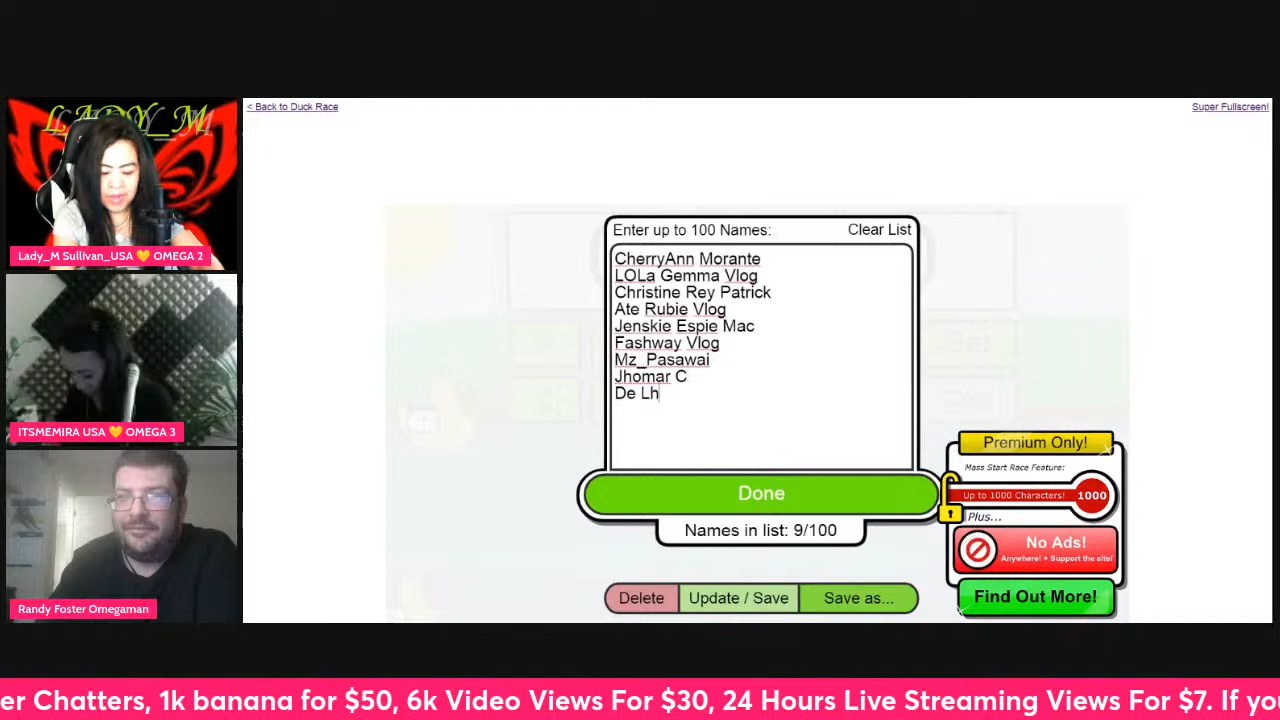 LADY_M
Lady_M Sullivan_USA 💛 OMEGA 2
ITSMEMIRA USA 💛 OMEGA 3
Randy Foster Omegaman
< Back to Duck Race
Super Fullscreen!
Enter up to 100 Names:
Clear List
CherryAnn Morante
LOLa Gemma Vlog
Christine Rey Patrick
Ate Rubie Vlog
Jenskie Espie Mac
Fashway Vlog
Mz_Pasawai
Jhomar C
De Lh
Done
Names in list: 9/100
Delete
Update / Save
Save as...
Premium Only!
Mass Start Race Feature:
Up to 1000 Characters!
1000
Plus...
No Ads!
Anywhere! + Support the site!
Find Out More!
er Chatters, 1k banana for $50, 6k Video Views For $30, 24 Hours Live Streaming Views For $7. If yo